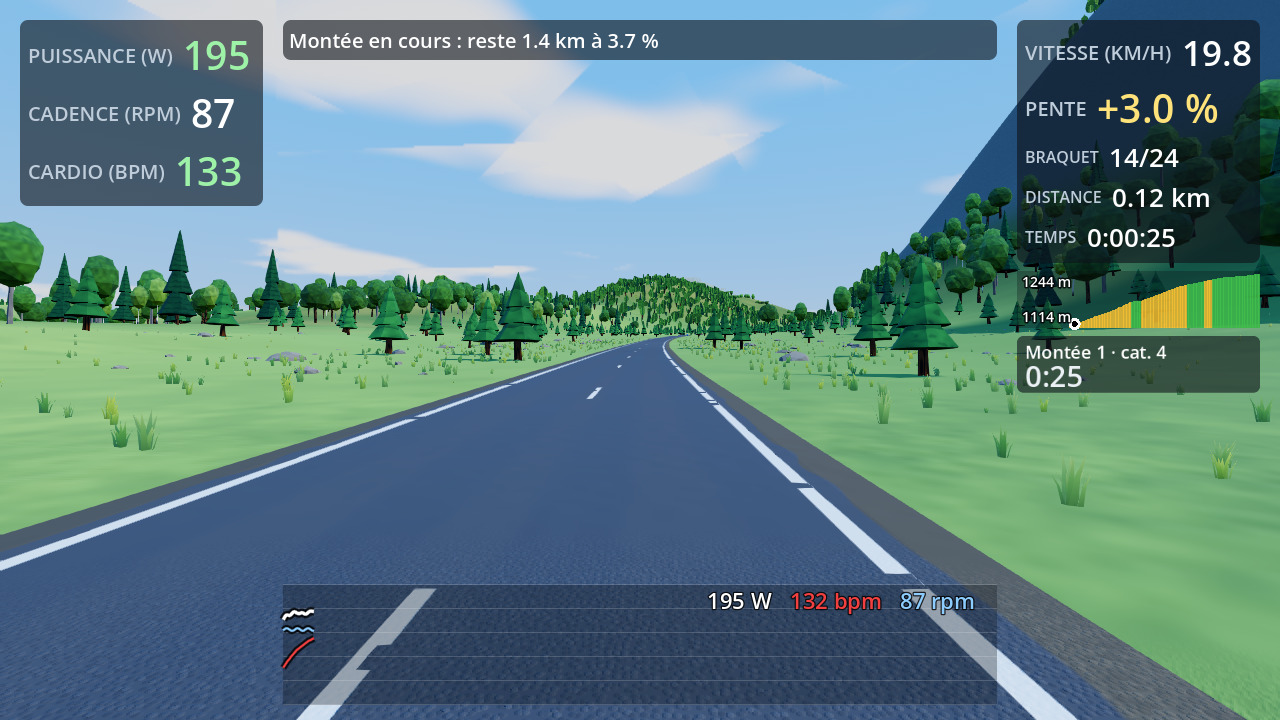 PUISSANCE (W) 195
CADENCE (RPM) 87
CARDIO (BPM) 133
Montée en cours : reste 1.4 km à 3.7 %
VITESSE (KM/H) 19.8
PENTE +3.0 %
BRAQUET 14/24
DISTANCE 0.12 km
TEMPS 0:00:25
1244 m
1114 m
Montée 1 · cat. 4
0:25
195 W 132 bpm 87 rpm